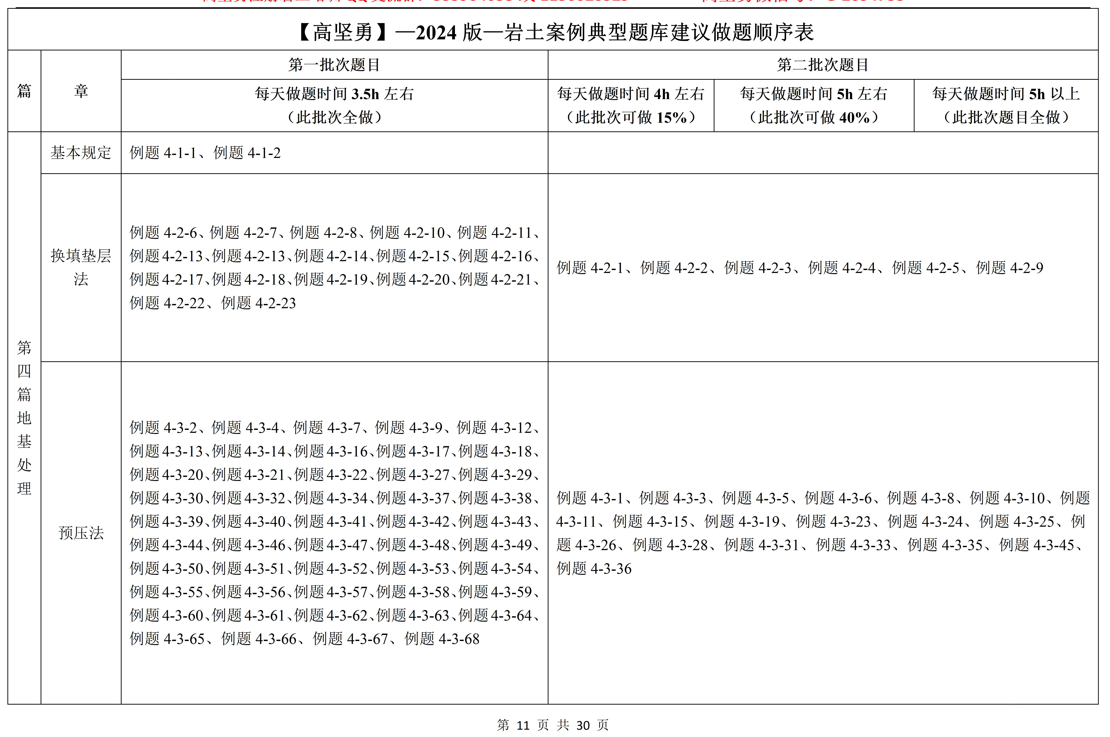 【高坚勇】—2024 版—岩土案例典型题库建议做题顺序表
篇
章
第一批次题目
第二批次题目
每天做题时间 3.5h 左右
（此批次全做）
每天做题时间 4h 左右
（此批次可做 15%）
每天做题时间 5h 左右
（此批次可做 40%）
每天做题时间 5h 以上
（此批次题目全做）
第
四
篇
地
基
处
理
基本规定
例题 4-1-1、例题 4-1-2
换填垫层
法
例题 4-2-6、例题 4-2-7、例题 4-2-8、例题 4-2-10、例题 4-2-11、
例题 4-2-13、例题 4-2-13、例题 4-2-14、例题 4-2-15、例题 4-2-16、
例题 4-2-17、例题 4-2-18、例题 4-2-19、例题 4-2-20、例题 4-2-21、
例题 4-2-22、例题 4-2-23
例题 4-2-1、例题 4-2-2、例题 4-2-3、例题 4-2-4、例题 4-2-5、例题 4-2-9
预压法
例题 4-3-2、例题 4-3-4、例题 4-3-7、例题 4-3-9、例题 4-3-12、
例题 4-3-13、例题 4-3-14、例题 4-3-16、例题 4-3-17、例题 4-3-18、
例题 4-3-20、例题 4-3-21、例题 4-3-22、例题 4-3-27、例题 4-3-29、
例题 4-3-30、例题 4-3-32、例题 4-3-34、例题 4-3-37、例题 4-3-38、
例题 4-3-39、例题 4-3-40、例题 4-3-41、例题 4-3-42、例题 4-3-43、
例题 4-3-44、例题 4-3-46、例题 4-3-47、例题 4-3-48、例题 4-3-49、
例题 4-3-50、例题 4-3-51、例题 4-3-52、例题 4-3-53、例题 4-3-54、
例题 4-3-55、例题 4-3-56、例题 4-3-57、例题 4-3-58、例题 4-3-59、
例题 4-3-60、例题 4-3-61、例题 4-3-62、例题 4-3-63、例题 4-3-64、
例题 4-3-65、例题 4-3-66、例题 4-3-67、例题 4-3-68
例题 4-3-1、例题 4-3-3、例题 4-3-5、例题 4-3-6、例题 4-3-8、例题 4-3-10、例题
4-3-11、例题 4-3-15、例题 4-3-19、例题 4-3-23、例题 4-3-24、例题 4-3-25、例
题 4-3-26、例题 4-3-28、例题 4-3-31、例题 4-3-33、例题 4-3-35、例题 4-3-45、
例题 4-3-36
第 11 页 共 30 页